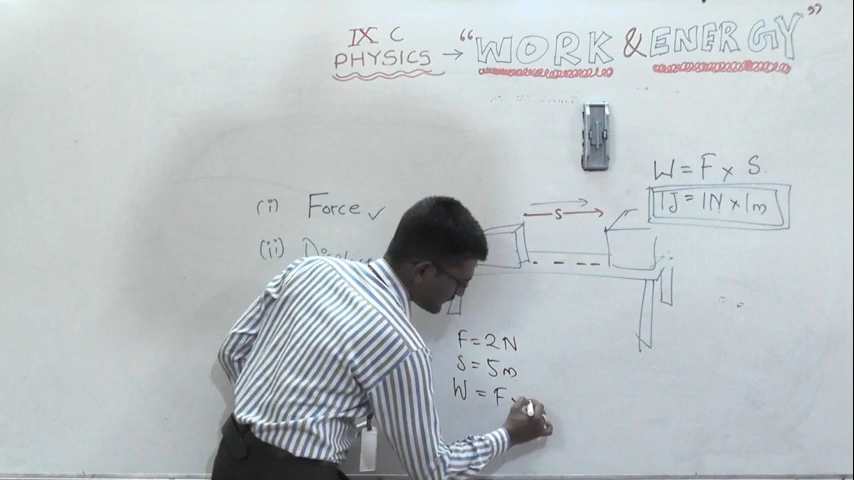 IX C
PHYSICS → “WORK & ENERGY”
W = F x S
1J = 1N x 1m
(i) Force ✓
S
(ii)
F = 2N
S = 5m
W = F x